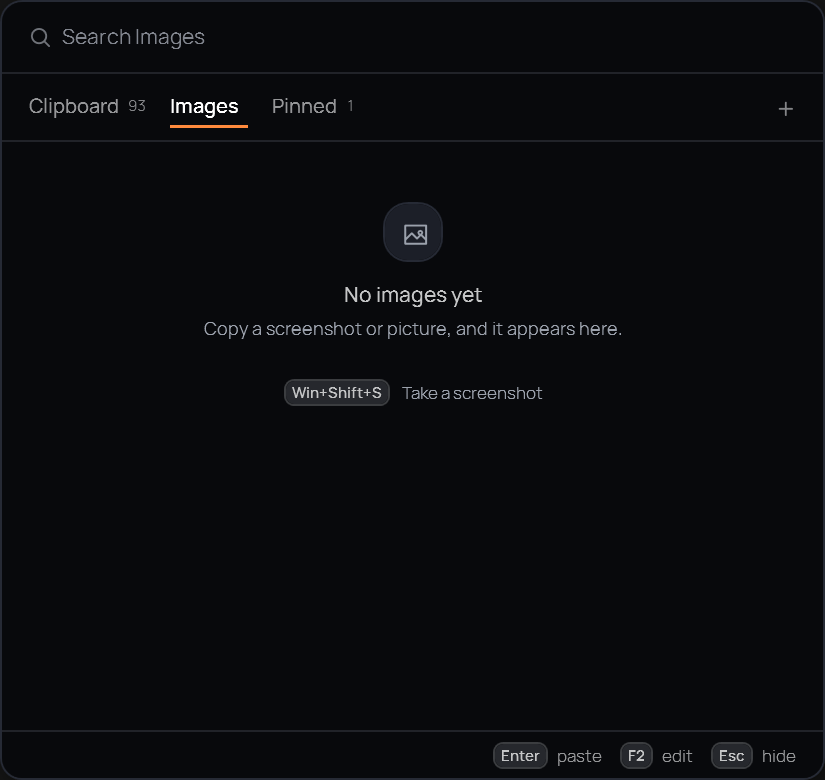 Search Images
Clipboard 93 Images Pinned 1 +
No images yet
Copy a screenshot or picture, and it appears here.
Win+Shift+S Take a screenshot
Enter paste F2 edit Esc hide